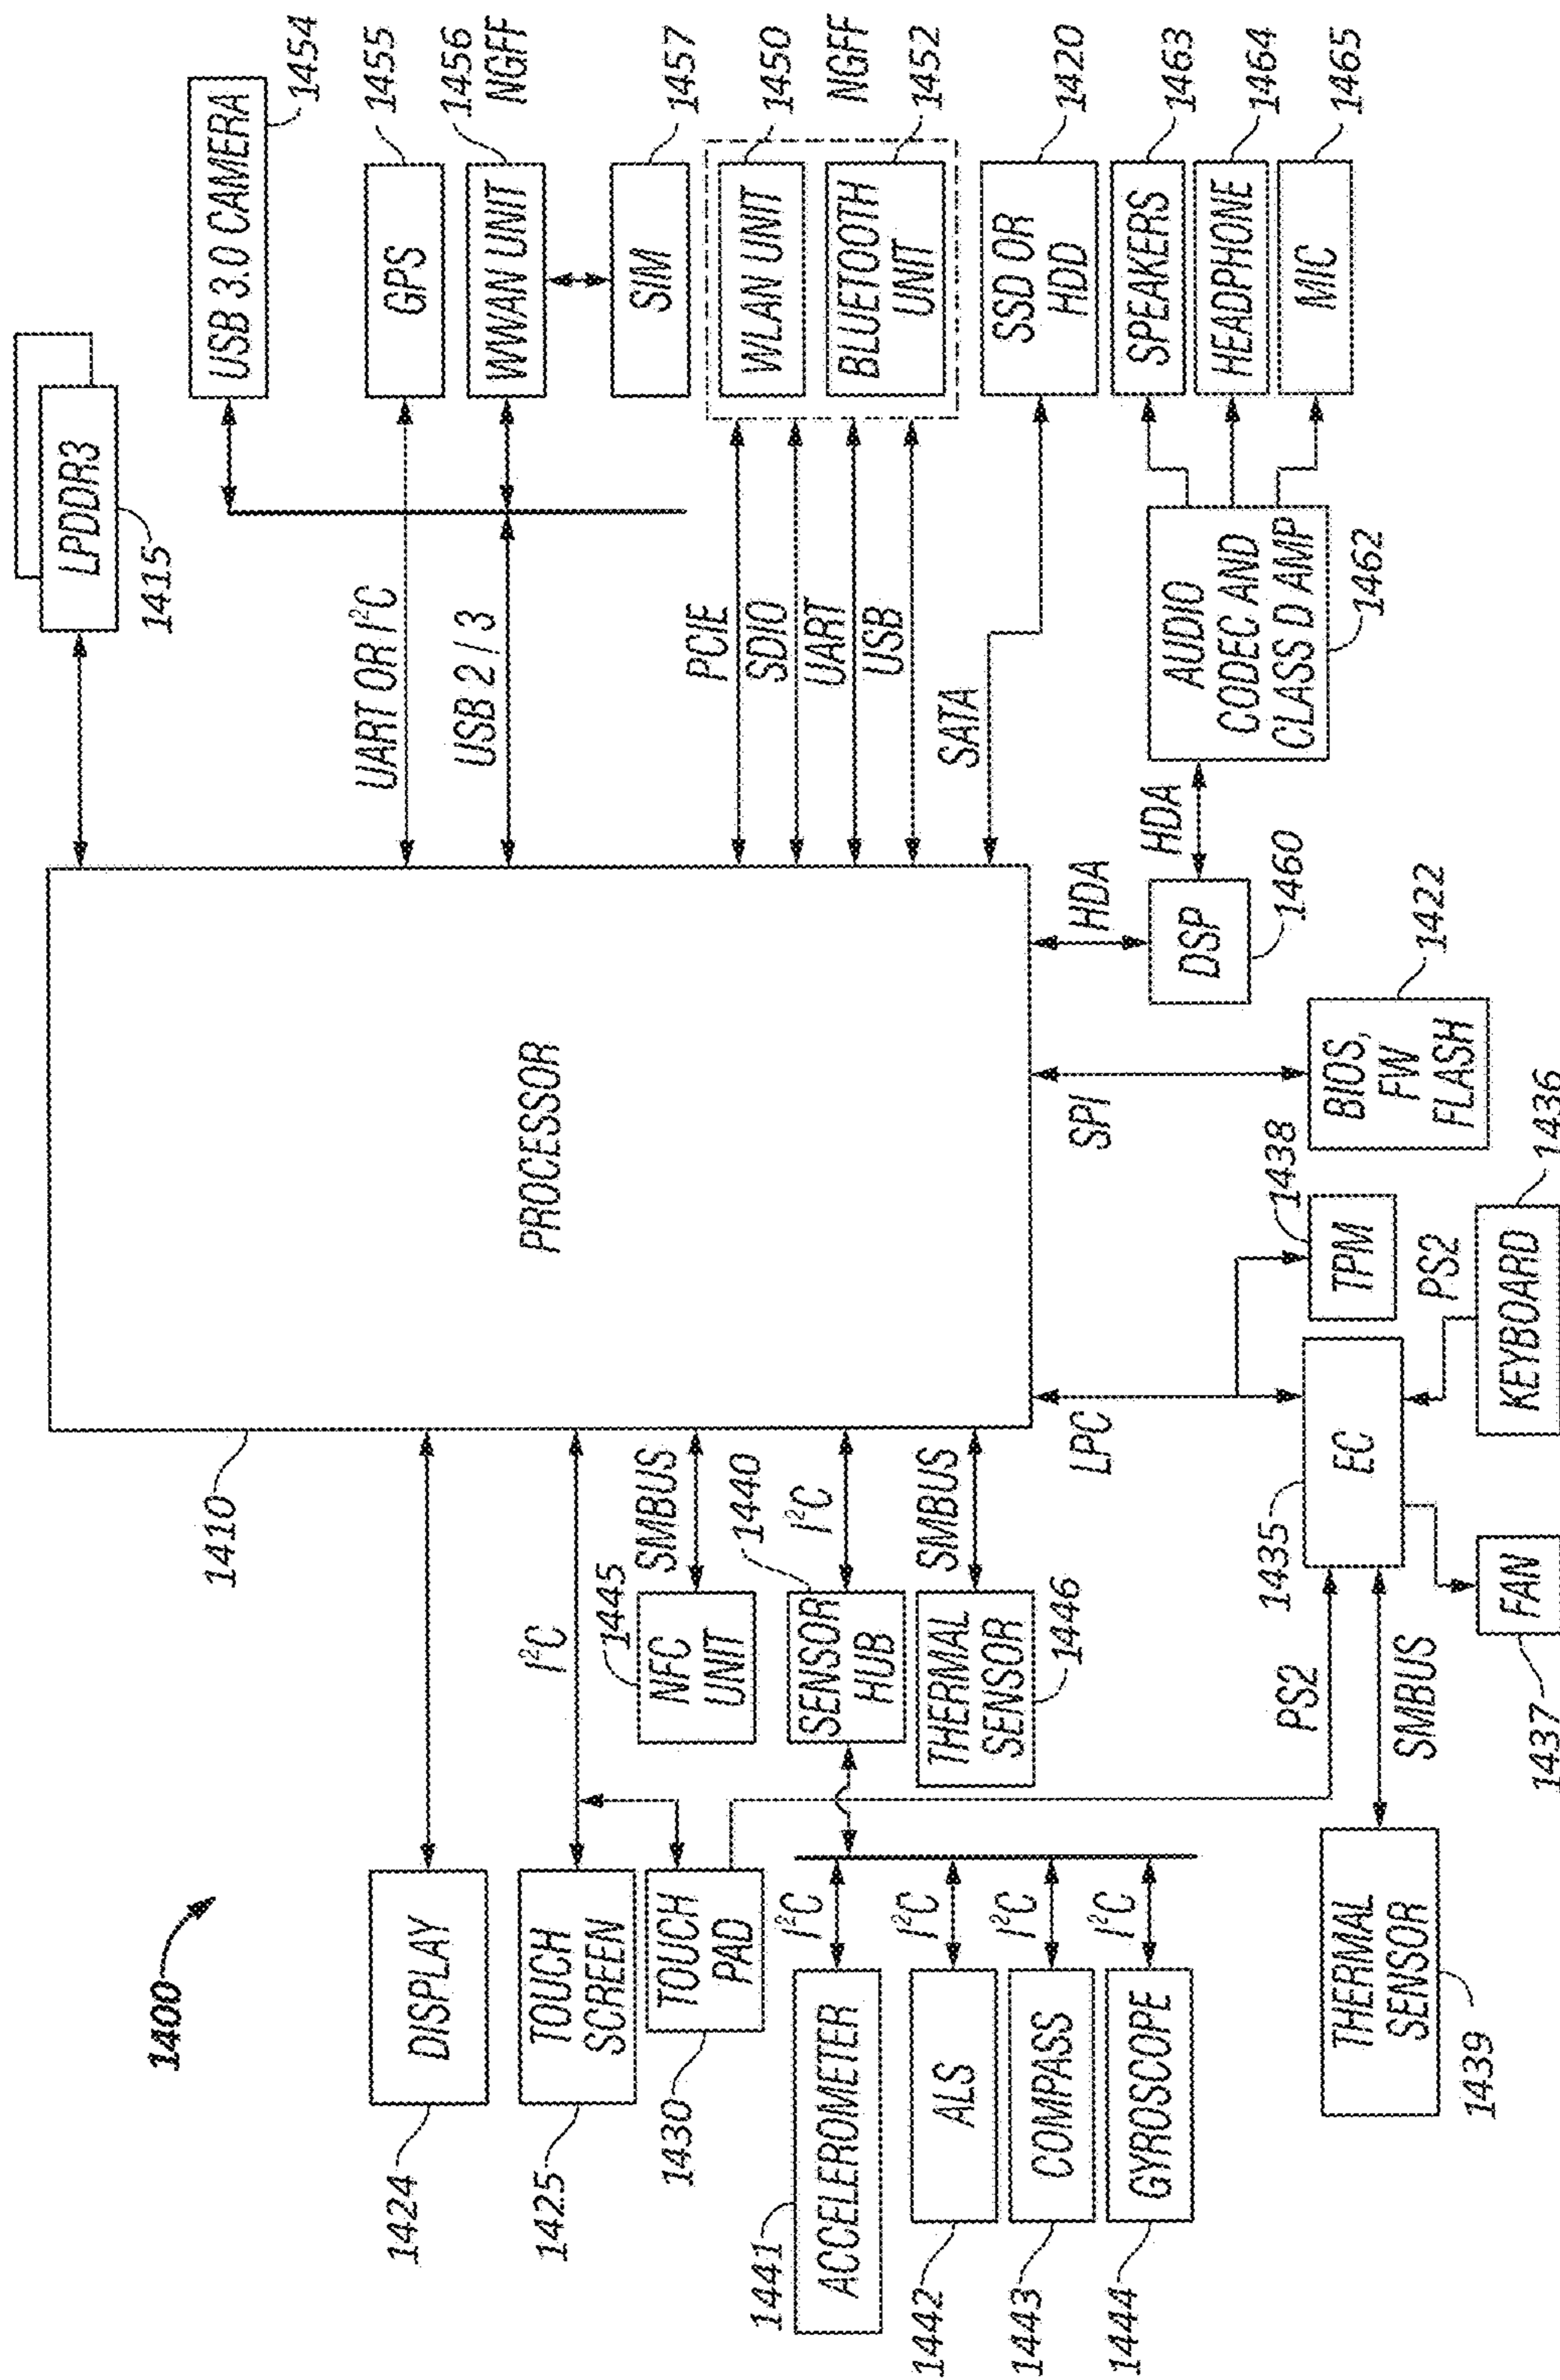 1400
LPDDR3
1415
1410
USB 3.0 CAMERA
1454
1424
DISPLAY
UART OR I²C
GPS
1455
PROCESSOR
USB 2 / 3
WWAN UNIT
1456
NGFF
1425
TOUCH
SCREEN
I²C
SIM
1457
1430
TOUCH
PAD
1445
NFC
UNIT
SMBUS
PCIE
SDIO
UART
USB
WLAN UNIT
1450
BLUETOOTH
UNIT
NGFF
1452
1441
ACCELEROMETER
I²C
SENSOR
HUB
1440
I²C
1442
ALS
I²C
THERMAL
SENSOR
1446
SMBUS
SATA
SSD OR
HDD
1420
1443
COMPASS
I²C
1444
GYROSCOPE
I²C
LPC
SPI
HDA
DSP
1460
HDA
AUDIO
CODEC AND
CLASS D AMP
1462
SPEAKERS
1463
HEADPHONE
1464
MIC
1465
PS2
1435
EC
TPM
1438
BIOS,
FW
FLASH
1422
THERMAL
SENSOR
1439
SMBUS
PS2
1437
FAN
KEYBOARD
1436